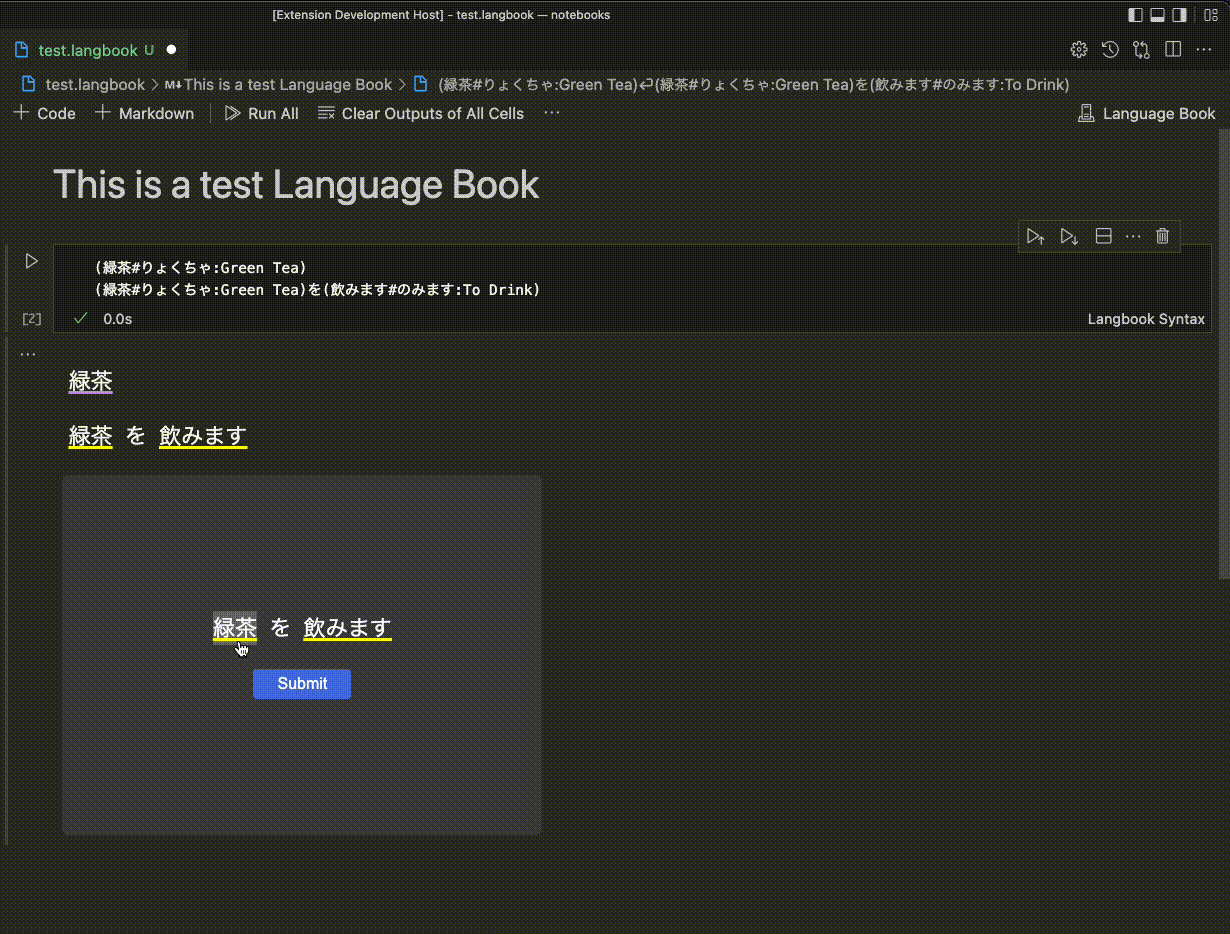 [Extension Development Host] - test.langbook — notebooks
test.langbook U
test.langbook > M↓ This is a test Language Book > (緑茶#りょくちゃ:Green Tea)↵(緑茶#りょくちゃ:Green Tea)を(飲みます#のみます:To Drink)
+ Code + Markdown Run All Clear Outputs of All Cells ... Language Book
This is a test Language Book
(緑茶#りょくちゃ:Green Tea)
(緑茶#りょくちゃ:Green Tea)を(飲みます#のみます:To Drink)
[2] 0.0s Langbook Syntax
緑茶
緑茶 を 飲みます
緑茶 を 飲みます
Submit